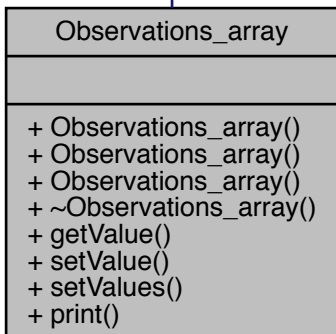 Observations_array
+ Observations_array()
+ Observations_array()
+ Observations_array()
+ ~Observations_array()
+ getValue()
+ setValue()
+ setValues()
+ print()